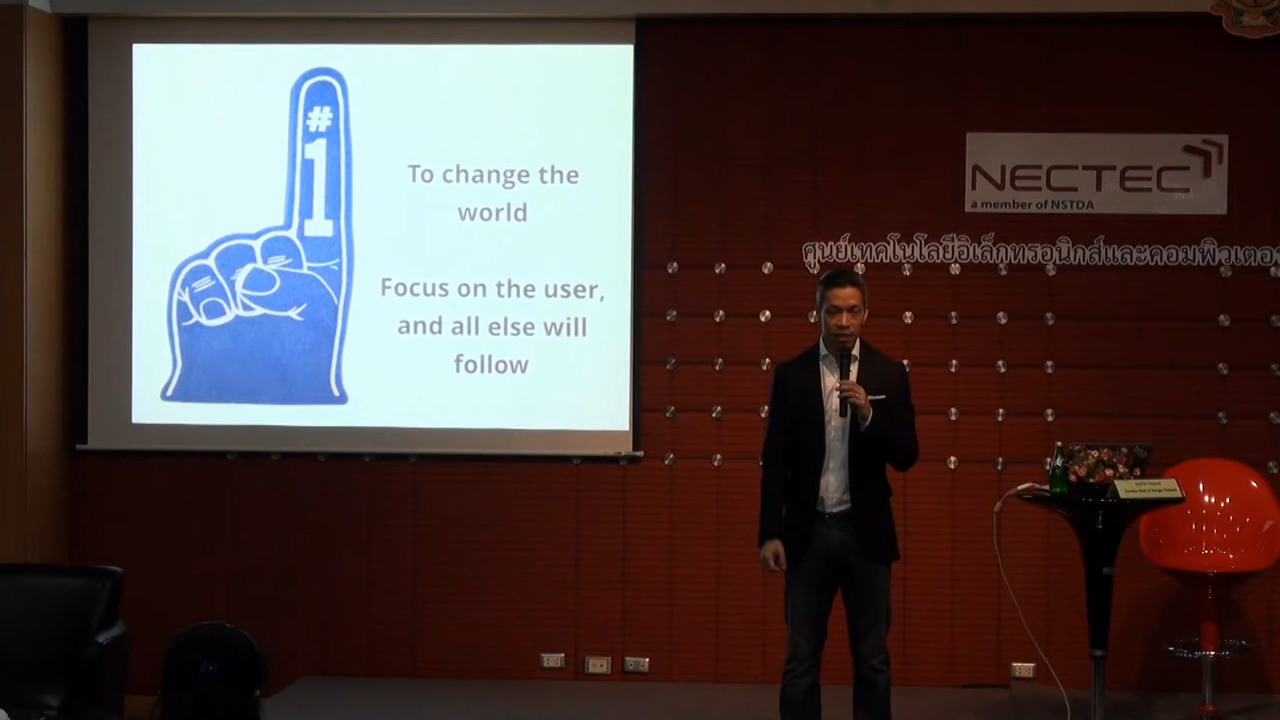 #
1
To change the
world
Focus on the user,
and all else will
follow
NECTEC
a member of NSTDA
ศูนย์เทคโนโลยีอิเล็กทรอนิกส์และคอมพิวเตอ